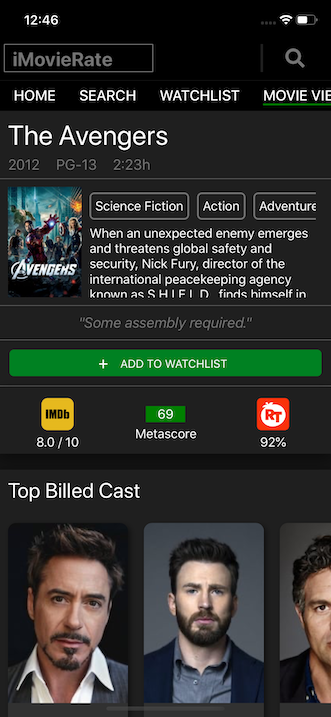 12:46
iMovieRate
HOME SEARCH WATCHLIST MOVIE VIE
The Avengers
2012 PG-13 2:23h
Science Fiction Action Adventure
When an unexpected enemy emerges
and threatens global safety and
security, Nick Fury, director of the
international peacekeeping agency
known as S.H.I.E.L.D., finds himself in
AVENGERS
"Some assembly required."
+ ADD TO WATCHLIST
IMDb 69 RT
8.0 / 10 Metascore 92%
Top Billed Cast